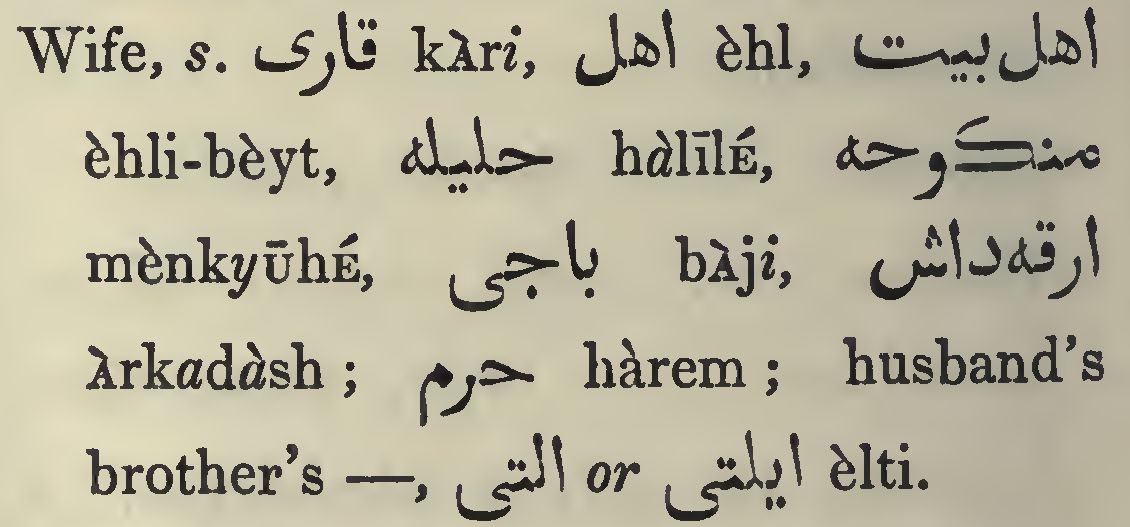 Wife, s. قارى kàri, اهل èhl, اهل بيت
èhli-bèyt, حليله hàlīlÉ, منكوحه
mènkyūhÉ, باجى bàji, ارقه‌داش
àrkadàsh ; حرم hàrem ; husband's
brother's —, التى or ايلتى èlti.